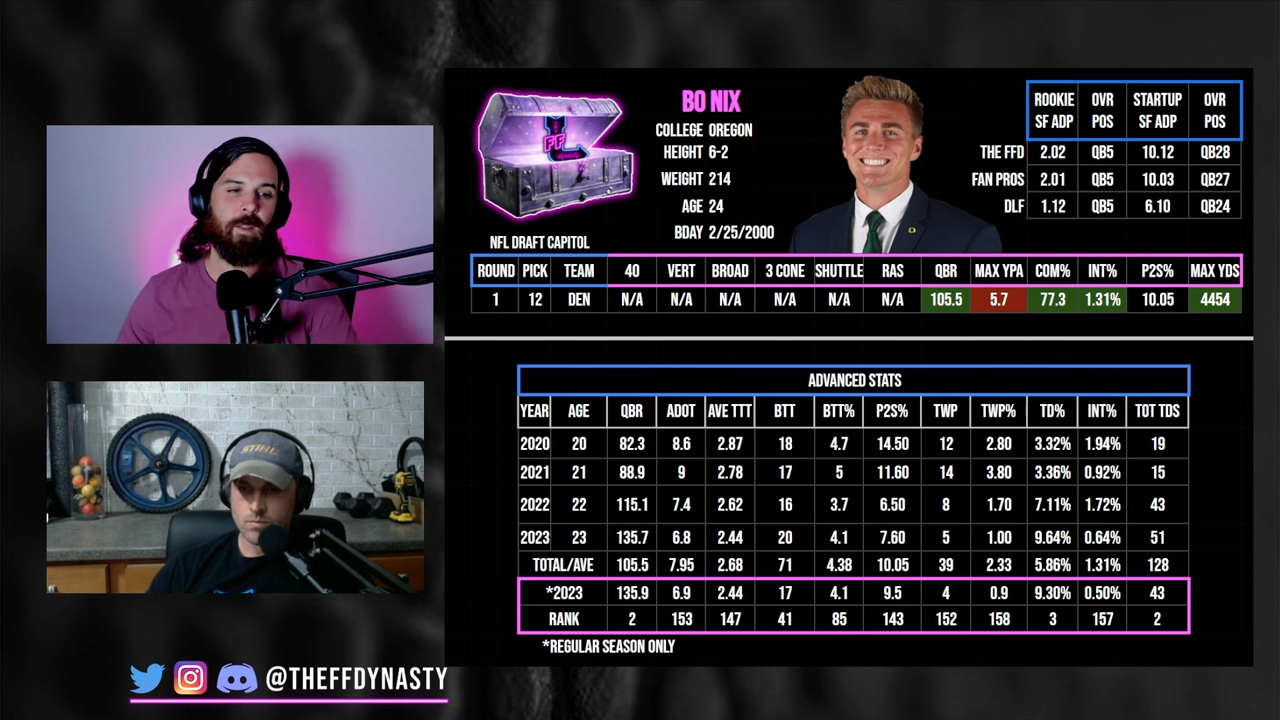 BO NIX
COLLEGE OREGON
HEIGHT 6-2
WEIGHT 214
AGE 24
BDAY 2/25/2000
FF
NFL DRAFT CAPITOL
ROOKIE SF ADP OVR POS STARTUP SF ADP OVR POS
THE FFD 2.02 QB5 10.12 QB28
FAN PROS 2.01 QB5 10.03 QB27
DLF 1.12 QB5 6.10 QB24
ROUND PICK TEAM 40 VERT BROAD 3 CONE SHUTTLE RAS QBR MAX YPA COM% INT% P2S% MAX YDS
1 12 DEN N/A N/A N/A N/A N/A N/A 105.5 5.7 77.3 1.31% 10.05 4454
ADVANCED STATS
YEAR AGE QBR ADOT AVE TTT BTT BTT% P2S% TWP TWP% TD% INT% TOT TDS
2020 20 82.3 8.6 2.87 18 4.7 14.50 12 2.80 3.32% 1.94% 19
2021 21 88.9 9 2.78 17 5 11.60 14 3.80 3.36% 0.92% 15
2022 22 115.1 7.4 2.62 16 3.7 6.50 8 1.70 7.11% 1.72% 43
2023 23 135.7 6.8 2.44 20 4.1 7.60 5 1.00 9.64% 0.64% 51
TOTAL/AVE 105.5 7.95 2.68 71 4.38 10.05 39 2.33 5.86% 1.31% 128
*2023 135.9 6.9 2.44 17 4.1 9.5 4 0.9 9.30% 0.50% 43
RANK 2 153 147 41 85 143 152 158 3 157 2
*REGULAR SEASON ONLY
STIHL
@THEFFDYNASTY